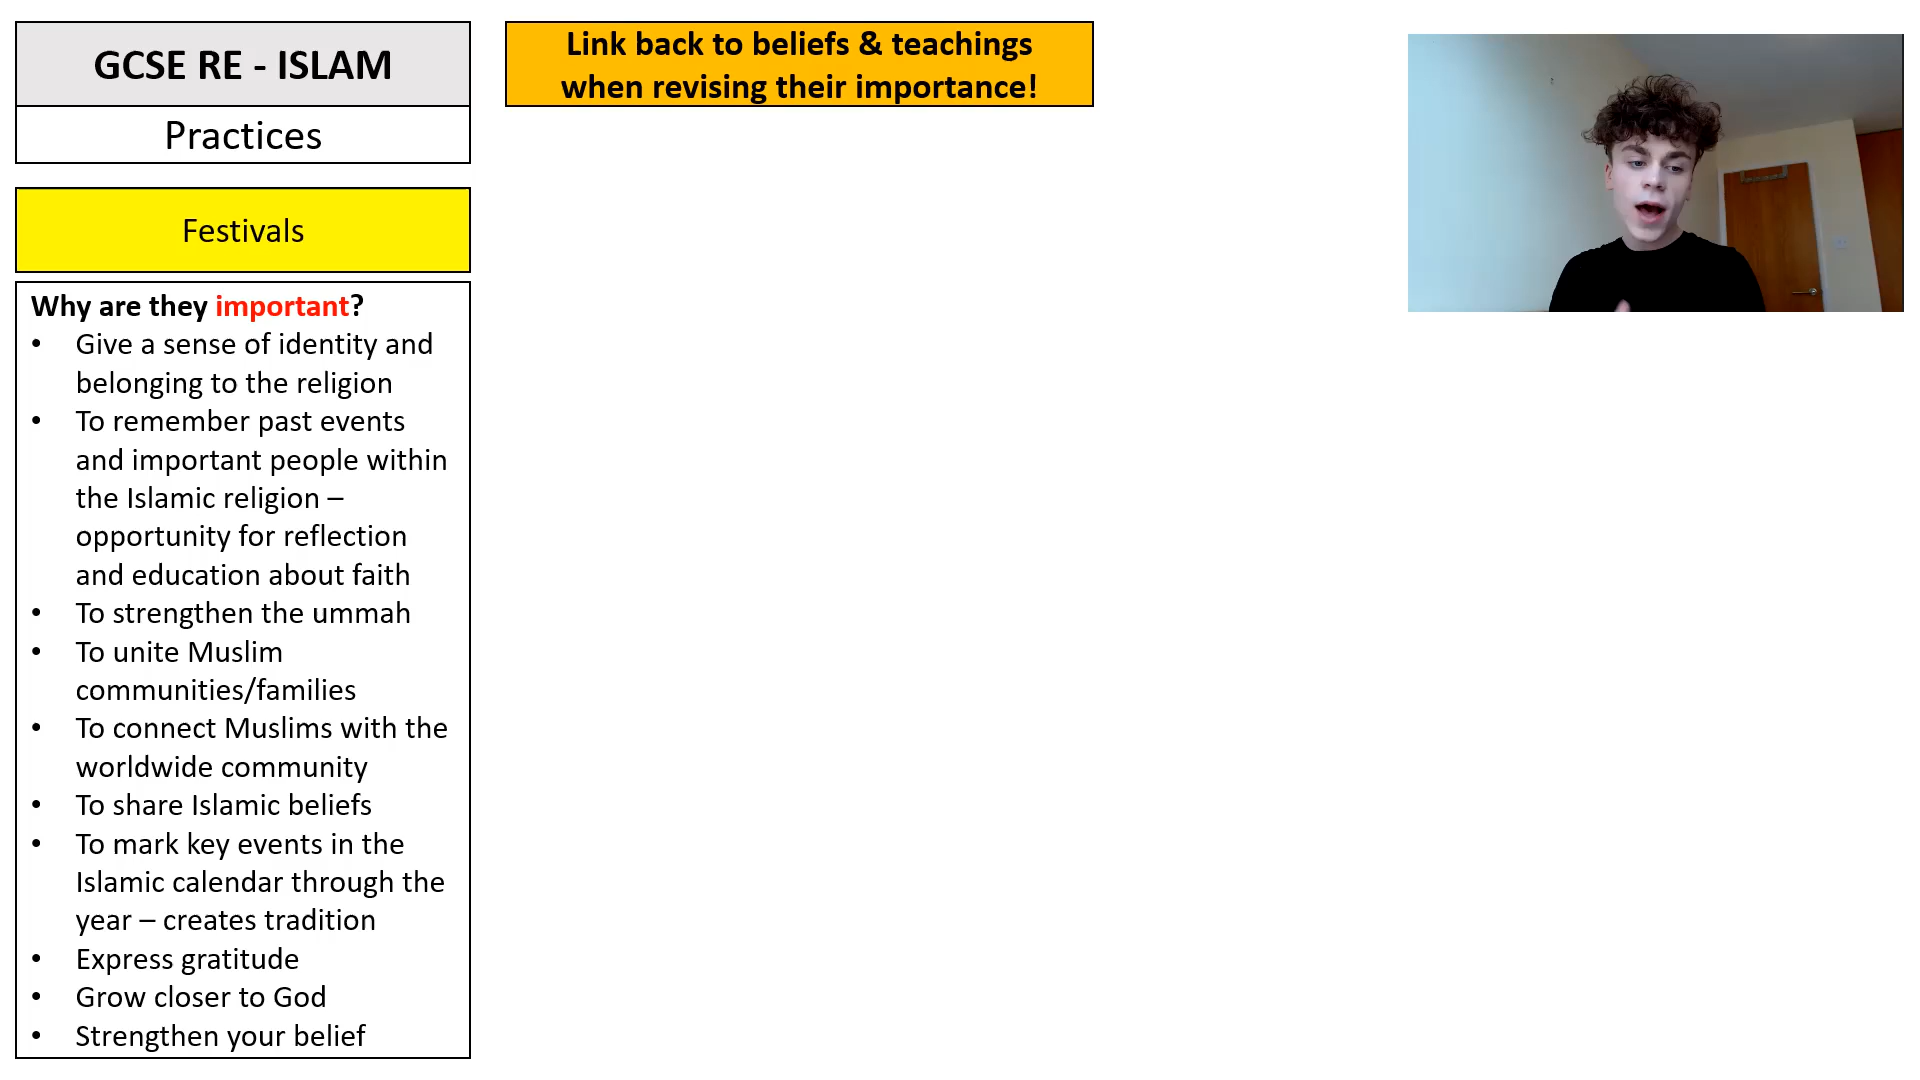 GCSE RE - ISLAM
Practices
Link back to beliefs & teachings
when revising their importance!
Festivals
Why are they important?
• Give a sense of identity and
belonging to the religion
• To remember past events
and important people within
the Islamic religion –
opportunity for reflection
and education about faith
• To strengthen the ummah
• To unite Muslim
communities/families
• To connect Muslims with the
worldwide community
• To share Islamic beliefs
• To mark key events in the
Islamic calendar through the
year – creates tradition
• Express gratitude
• Grow closer to God
• Strengthen your belief